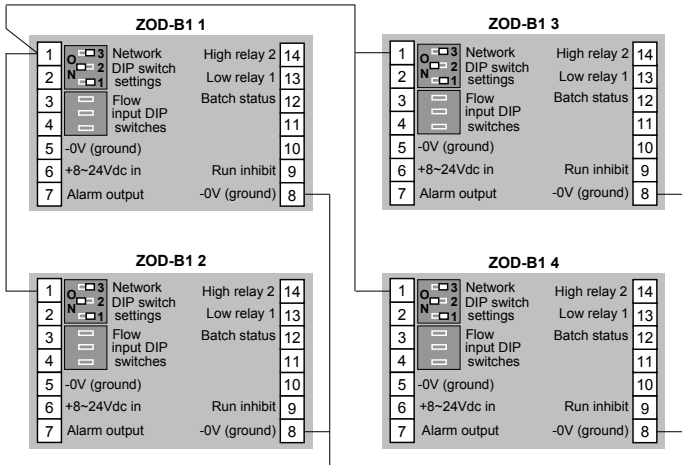 ZOD-B1 1
1 O N 3 Network High relay 2 14
2 2 DIP switch Low relay 1 13
1 settings
3 Flow Batch status 12
input DIP
4 switches 11
5 -0V (ground) 10
6 +8~24Vdc in Run inhibit 9
7 Alarm output -0V (ground) 8
ZOD-B1 3
1 O N 3 Network High relay 2 14
2 2 DIP switch Low relay 1 13
1 settings
3 Flow Batch status 12
input DIP
4 switches 11
5 -0V (ground) 10
6 +8~24Vdc in Run inhibit 9
7 Alarm output -0V (ground) 8
ZOD-B1 2
1 O N 3 Network High relay 2 14
2 2 DIP switch Low relay 1 13
1 settings
3 Flow Batch status 12
input DIP
4 switches 11
5 -0V (ground) 10
6 +8~24Vdc in Run inhibit 9
7 Alarm output -0V (ground) 8
ZOD-B1 4
1 O N 3 Network High relay 2 14
2 2 DIP switch Low relay 1 13
1 settings
3 Flow Batch status 12
input DIP
4 switches 11
5 -0V (ground) 10
6 +8~24Vdc in Run inhibit 9
7 Alarm output -0V (ground) 8